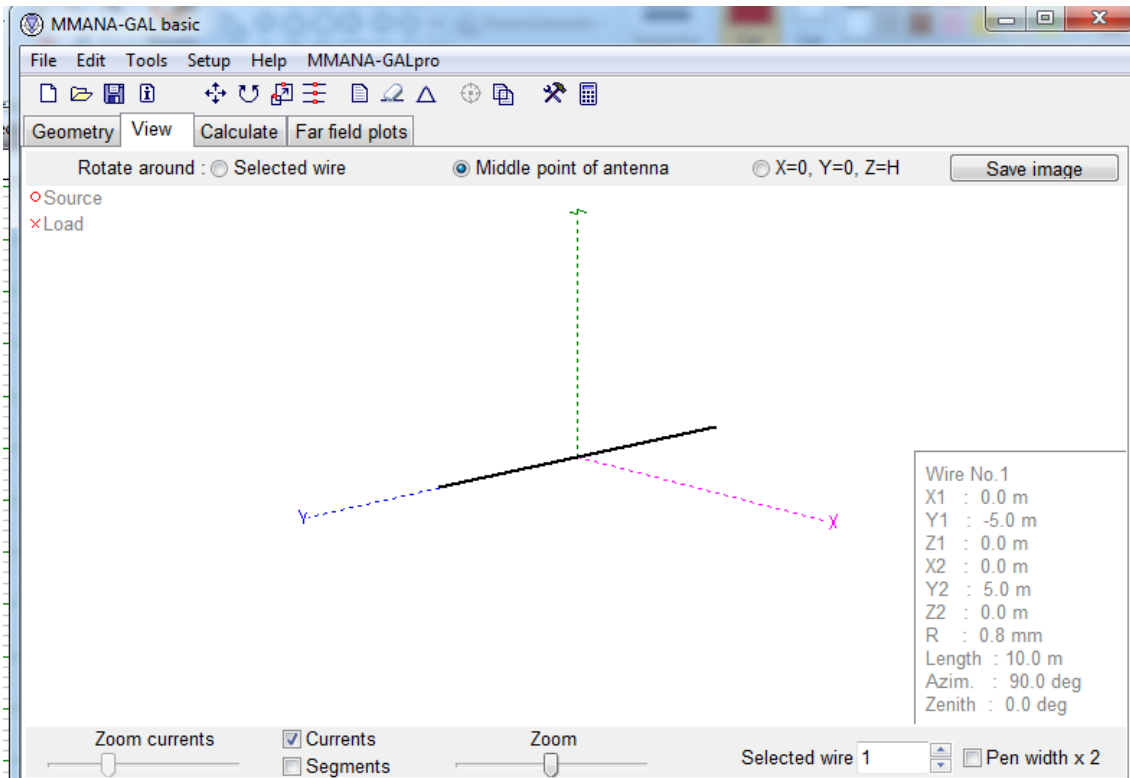 MMANA-GAL basic
File Edit Tools Setup Help MMANA-GALpro
Geometry View Calculate Far field plots
Rotate around : Selected wire Middle point of antenna X=0, Y=0, Z=H Save image
Source
Load
Y
X
Wire No.1
X1 : 0.0 m
Y1 : -5.0 m
Z1 : 0.0 m
X2 : 0.0 m
Y2 : 5.0 m
Z2 : 0.0 m
R : 0.8 mm
Length : 10.0 m
Azim. : 90.0 deg
Zenith : 0.0 deg
Zoom currents Currents Zoom
Segments
Selected wire 1 Pen width x 2